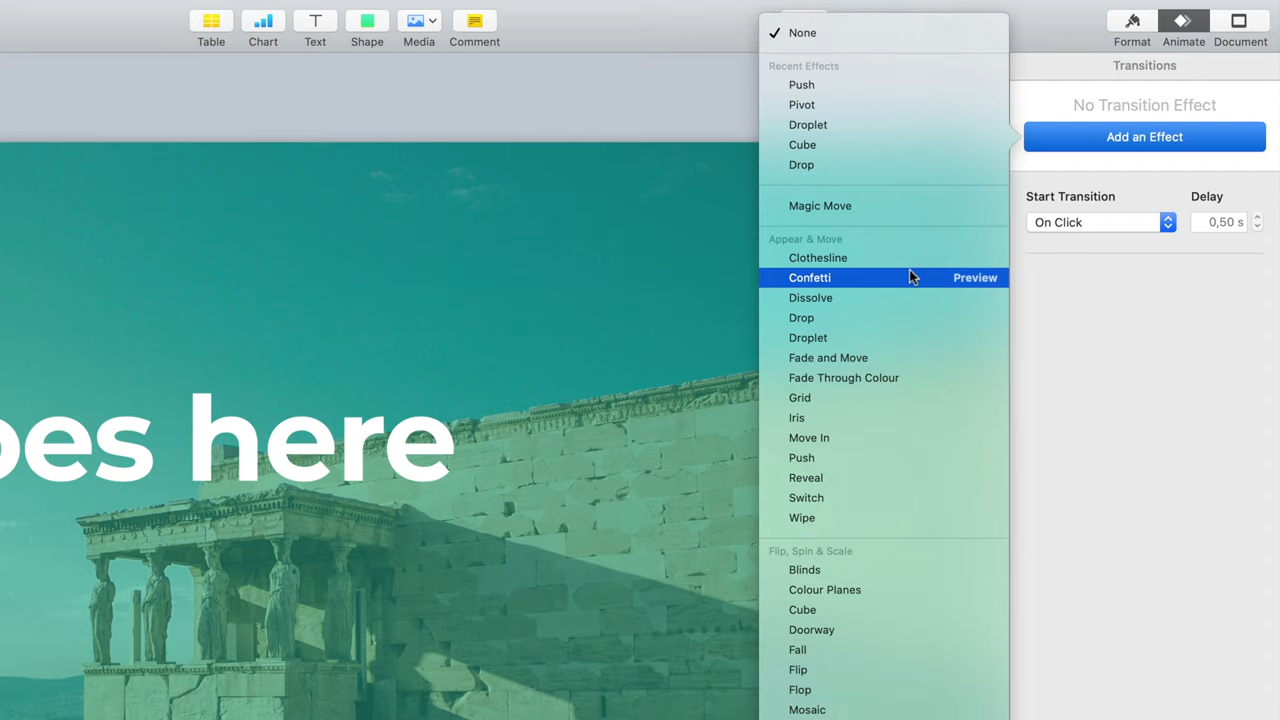 Table
Chart
Text
Shape
Media
Comment
Format
Animate
Document
None
Recent Effects
Push
Pivot
Droplet
Cube
Drop
Magic Move
Appear & Move
Clothesline
Confetti Preview
Dissolve
Drop
Droplet
Fade and Move
Fade Through Colour
Grid
Iris
Move In
Push
Reveal
Switch
Wipe
Flip, Spin & Scale
Blinds
Colour Planes
Cube
Doorway
Fall
Flip
Flop
Mosaic
Transitions
No Transition Effect
Add an Effect
Start Transition Delay
On Click 0,50 s
oes here